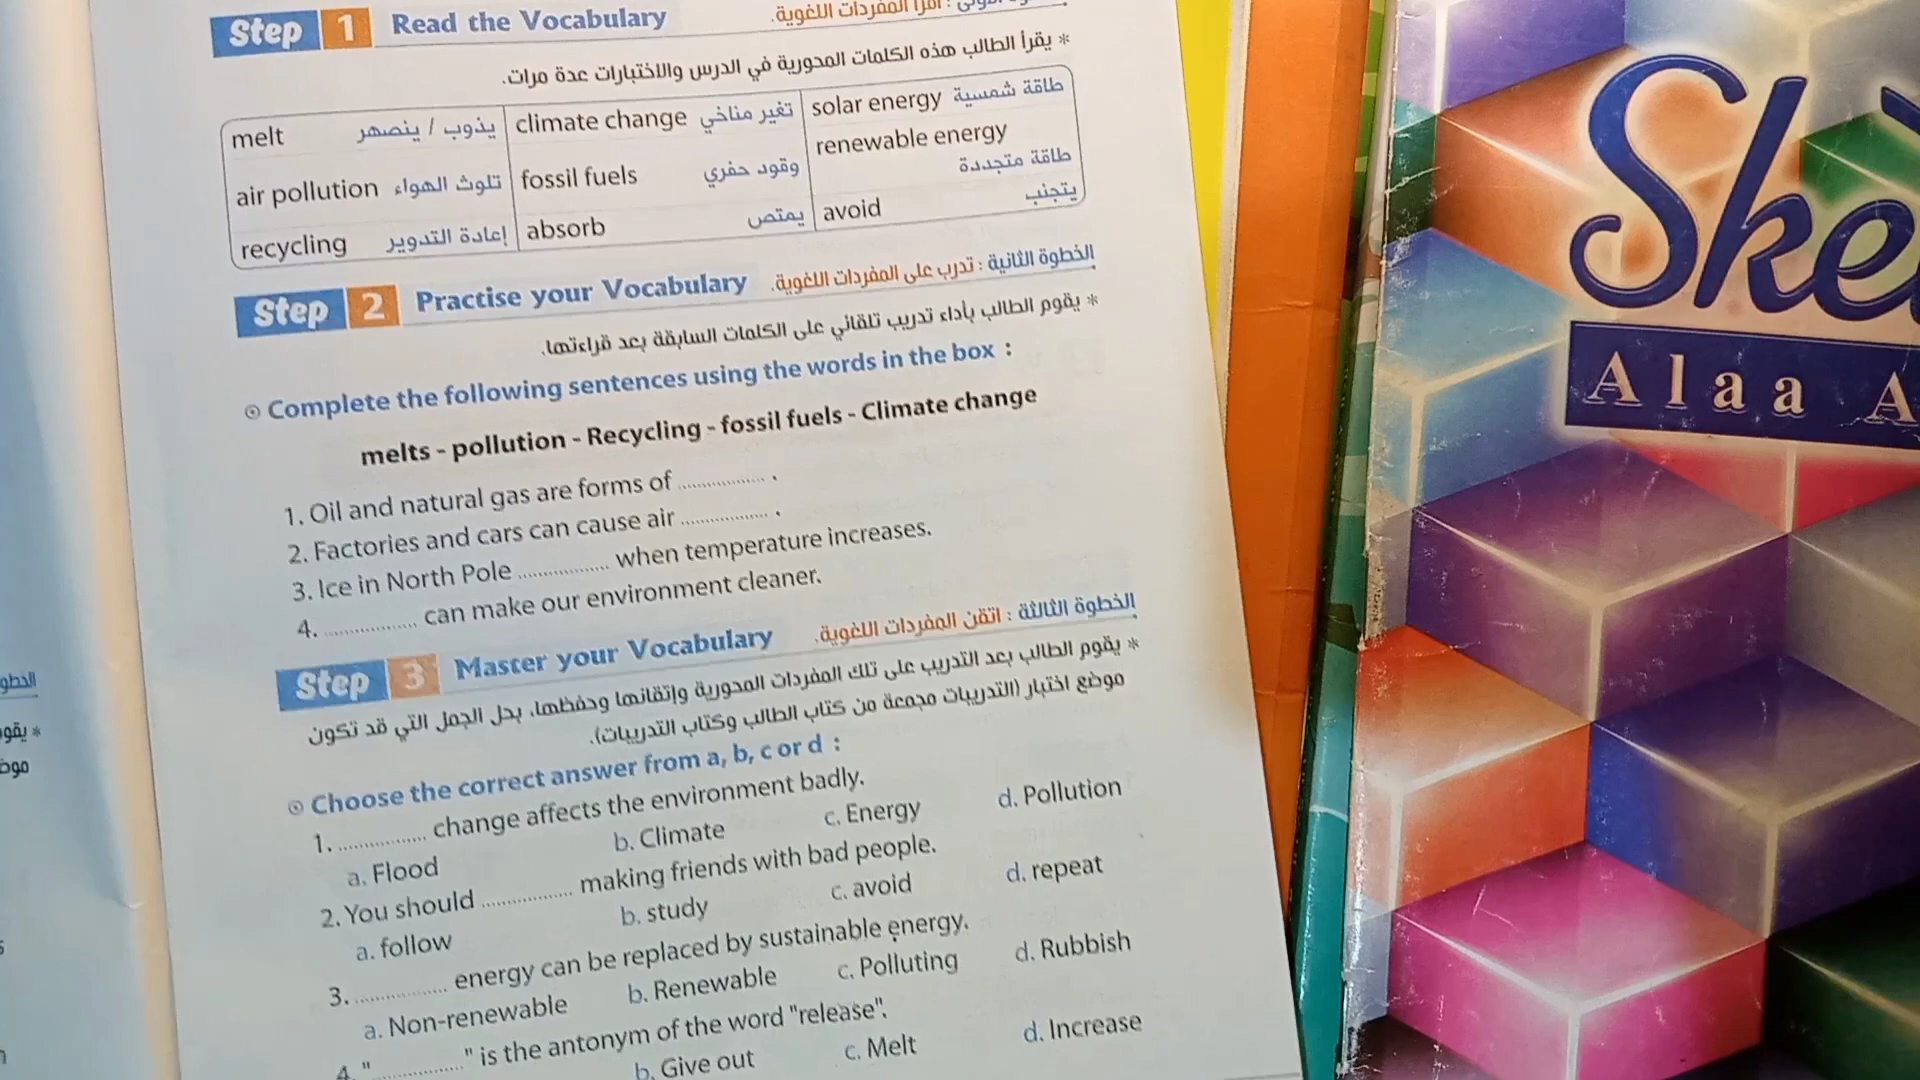 Step 1 Read the Vocabulary اقرأ المفردات اللغوية.
* يقرأ الطالب هذه الكلمات المحورية في الدرس والاختبارات عدة مرات.
melt يذوب / ينصهر climate change تغير مناخي solar energy طاقة شمسية
air pollution تلوث الهواء fossil fuels وقود حفري renewable energy طاقة متجددة
recycling إعادة التدوير absorb يمتص avoid يتجنب
Step 2 Practise your Vocabulary الخطوة الثانية : تدرب على المفردات اللغوية.
* يقوم الطالب بأداء تدريب تلقائي على الكلمات السابقة بعد قراءتها.
Complete the following sentences using the words in the box :
melts - pollution - Recycling - fossil fuels - Climate change
1. Oil and natural gas are forms of ................. .
2. Factories and cars can cause air ................. .
3. Ice in North Pole ................. when temperature increases.
4. ................. can make our environment cleaner.
Step 3 Master your Vocabulary الخطوة الثالثة : اتقن المفردات اللغوية.
* يقوم الطالب بعد التدريب على تلك المفردات المحورية وإتقانها وحفظها، بحل الجمل التي قد تكون
موضع اختبار (التدريبات مجمعة من كتاب الطالب وكتاب التدريبات).
Choose the correct answer from a, b, c or d :
1. ................. change affects the environment badly.
a. Flood b. Climate c. Energy d. Pollution
2. You should ................. making friends with bad people.
a. follow b. study c. avoid d. repeat
3. ................. energy can be replaced by sustainable energy.
a. Non-renewable b. Renewable c. Polluting d. Rubbish
4. " ................. " is the antonym of the word "release".
b. Give out c. Melt d. Increase
Ske
Alaa A